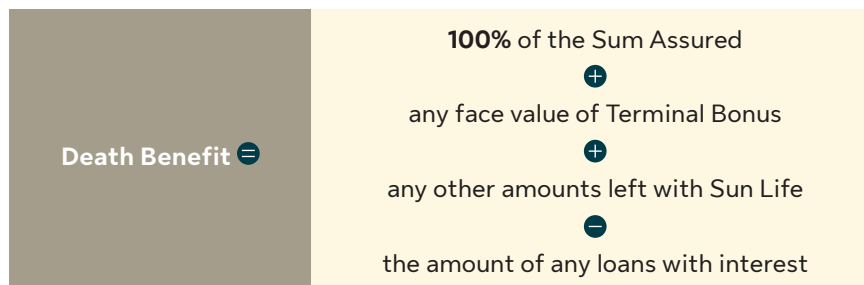 Death Benefit =
100% of the Sum Assured
+
any face value of Terminal Bonus
+
any other amounts left with Sun Life
−
the amount of any loans with interest